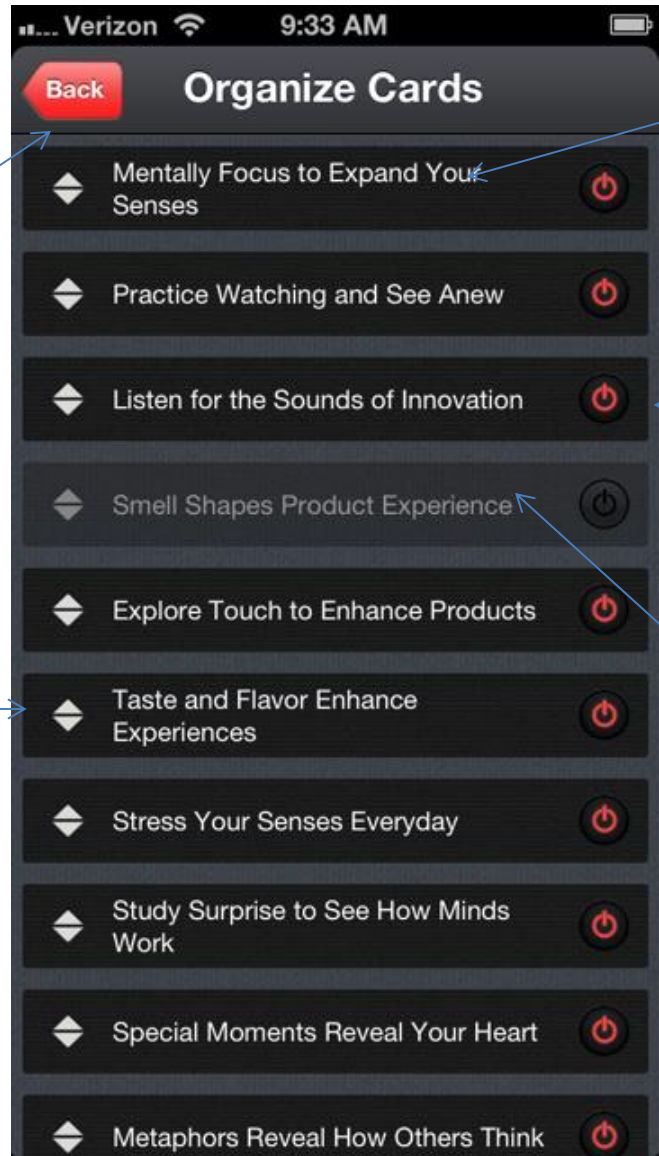 Verizon 9:33 AM
Back Organize Cards
Mentally Focus to Expand Your
Senses
Practice Watching and See Anew
Listen for the Sounds of Innovation
Smell Shapes Product Experience
Explore Touch to Enhance Products
Taste and Flavor Enhance
Experiences
Stress Your Senses Everyday
Study Surprise to See How Minds
Work
Special Moments Reveal Your Heart
Metaphors Reveal How Others Think